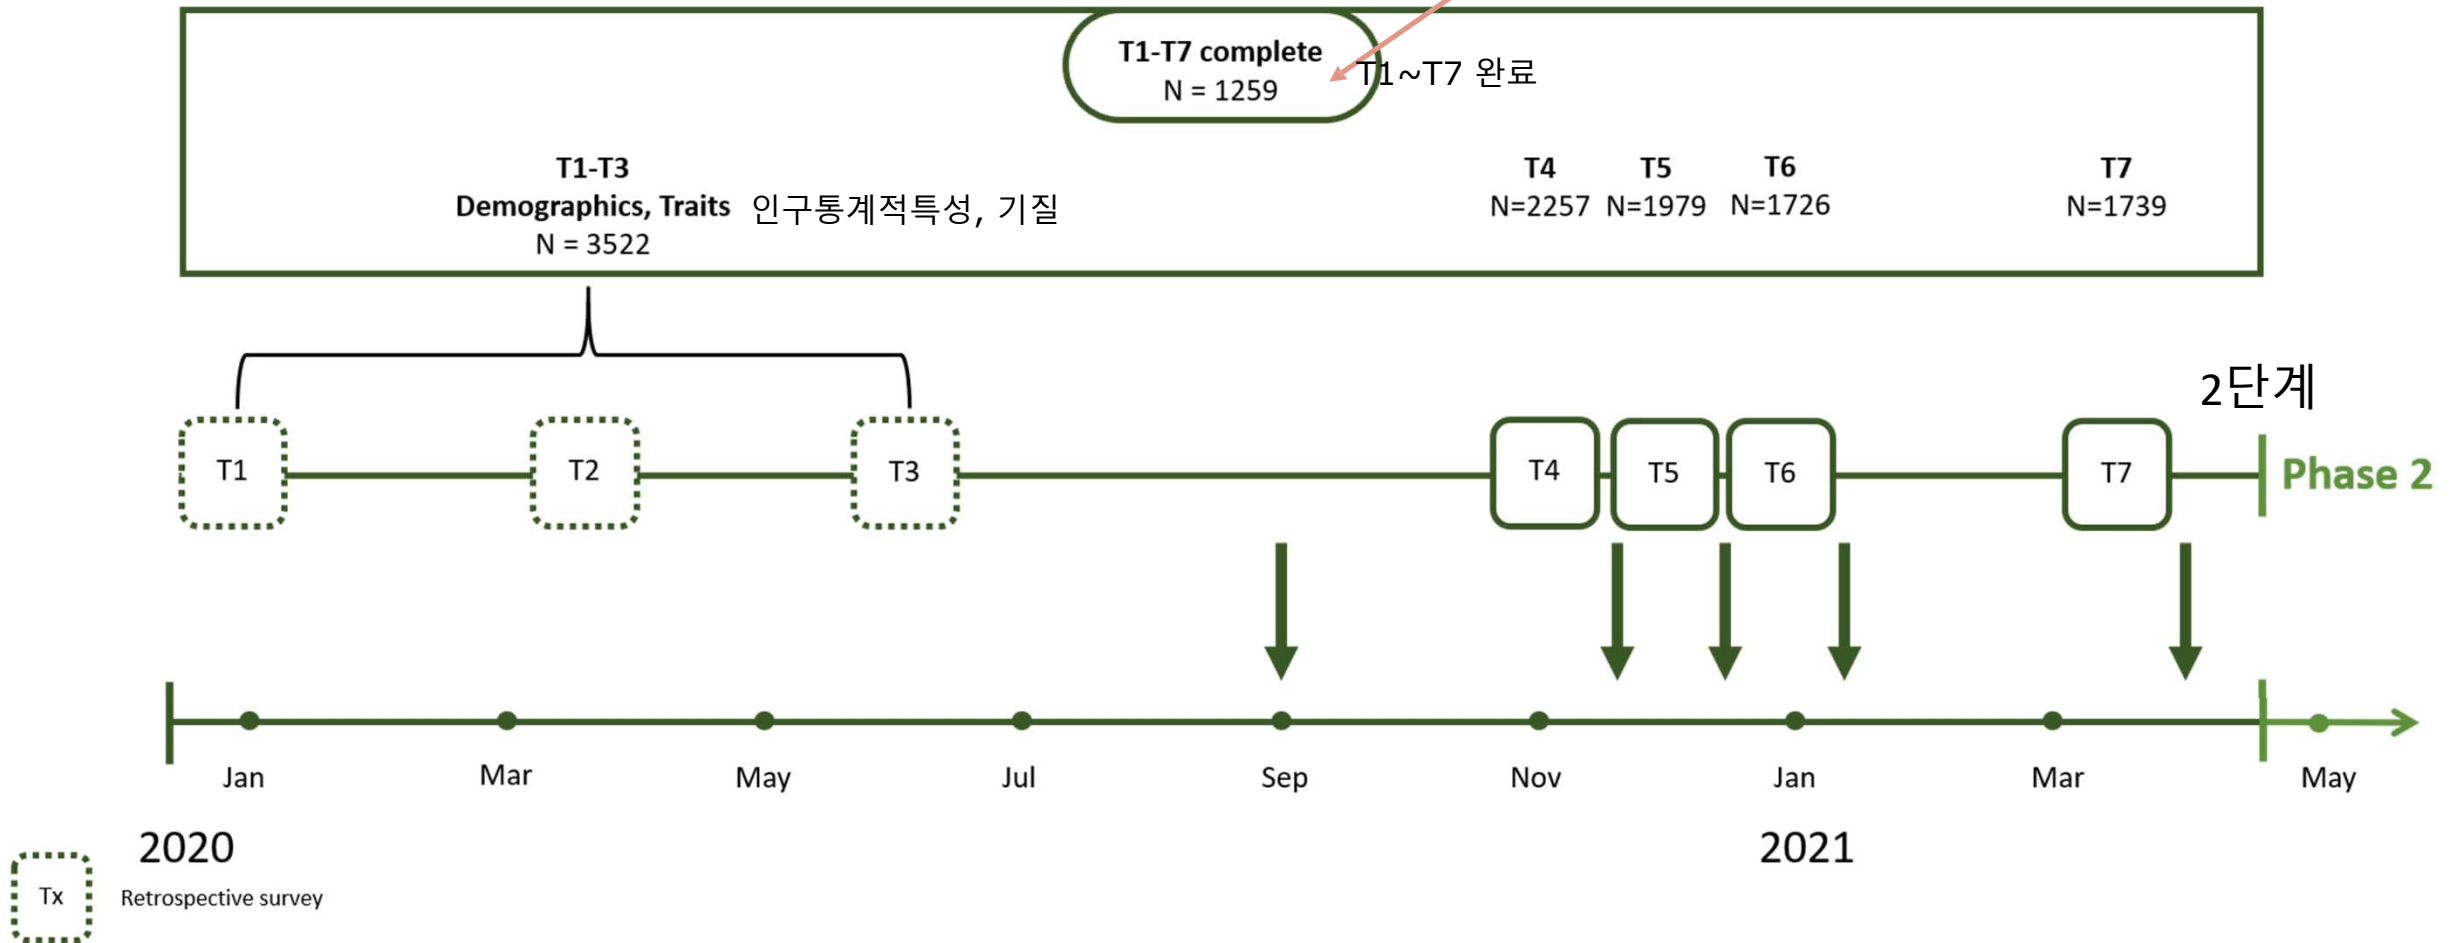 T1-T7 complete
N = 1259
T1~T7 완료
T1-T3
Demographics, Traits 인구통계적특성, 기질
N = 3522
T4 T5 T6 T7
N=2257 N=1979 N=1726 N=1739
2단계
T1 T2 T3 T4 T5 T6 T7 Phase 2
Jan Mar May Jul Sep Nov Jan Mar May
2020 2021
Tx Retrospective survey